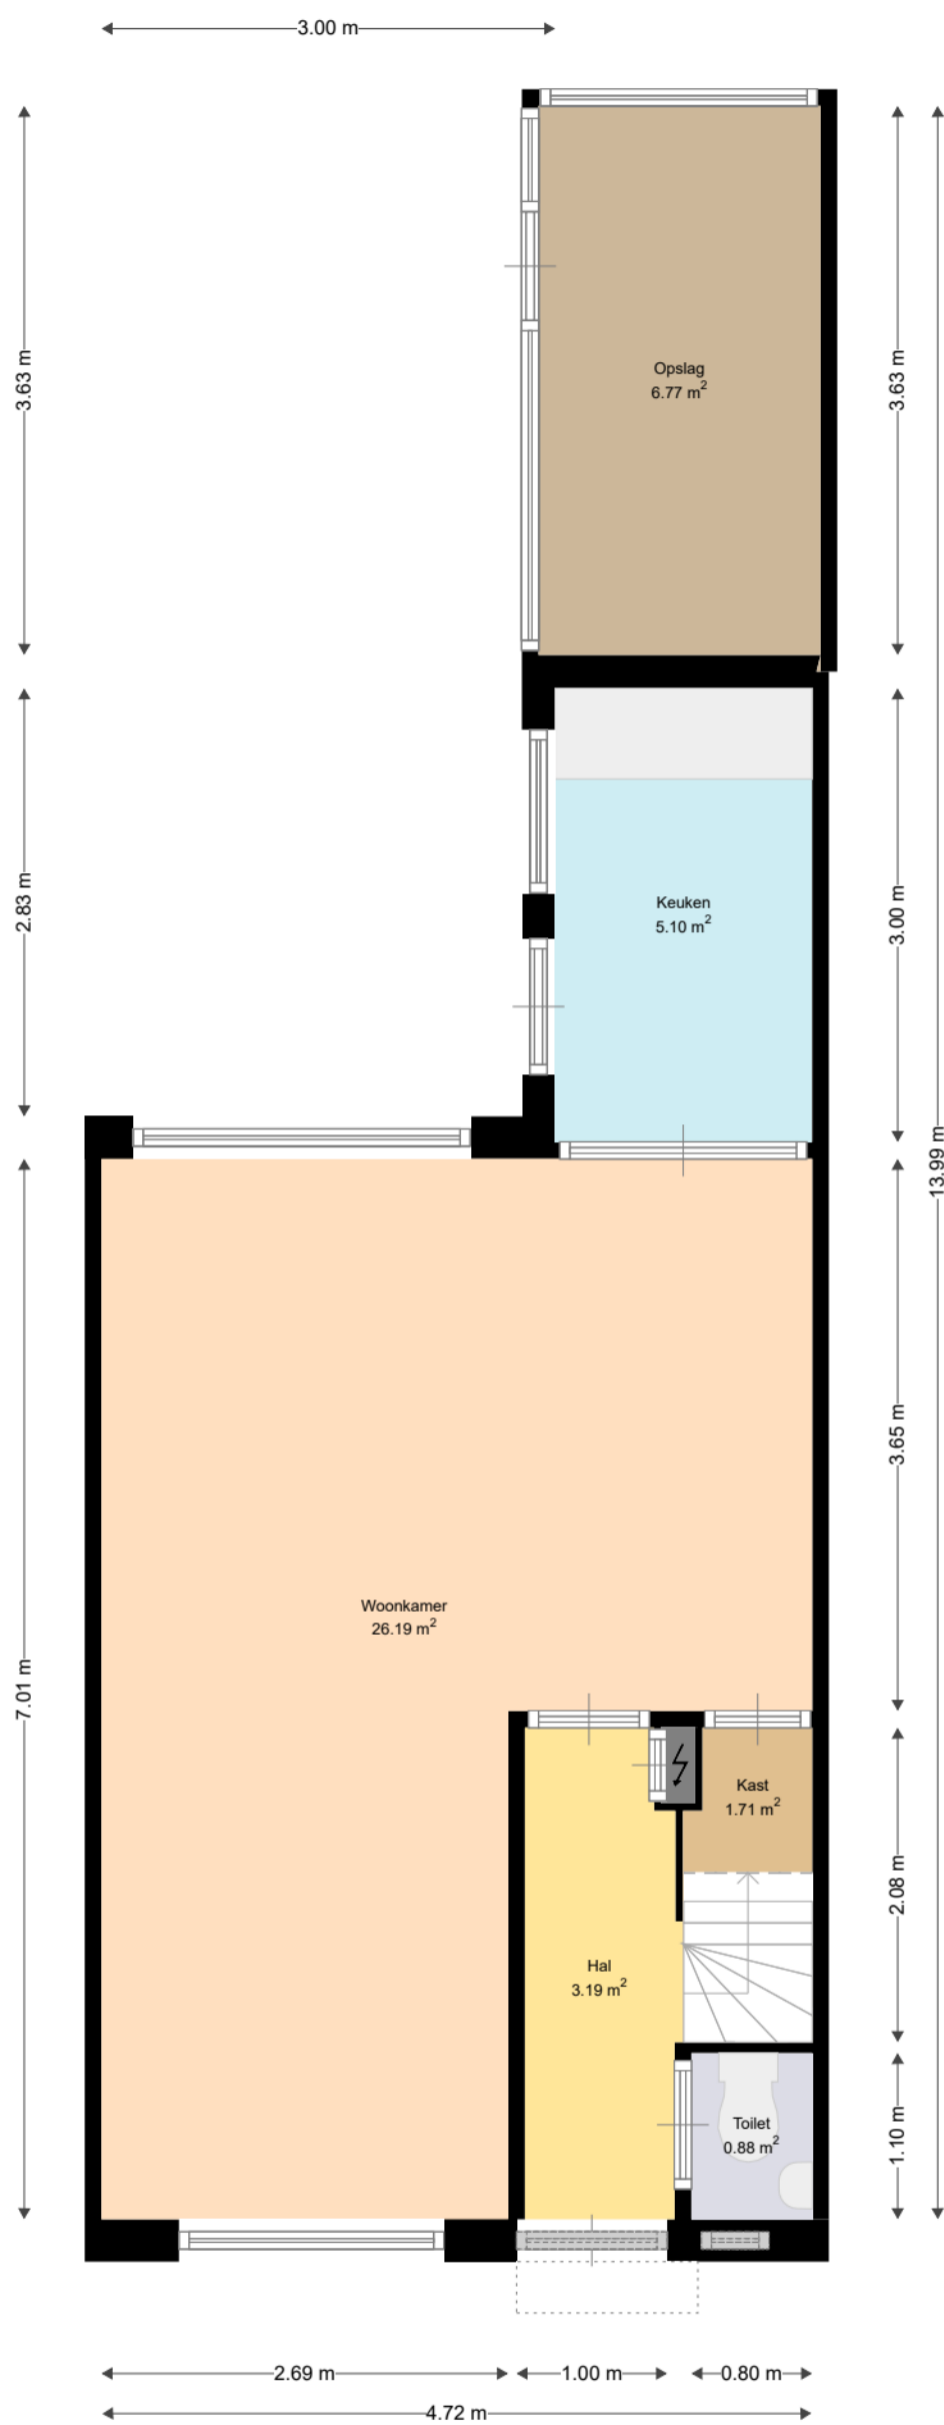 3.00 m
3.63 m
3.63 m
Opslag
6.77 m²
2.83 m
3.00 m
Keuken
5.10 m²
13.99 m
3.65 m
Woonkamer
26.19 m²
7.01 m
Kast
1.71 m²
2.08 m
Hal
3.19 m²
Toilet
0.88 m²
1.10 m
2.69 m
1.00 m
0.80 m
4.72 m